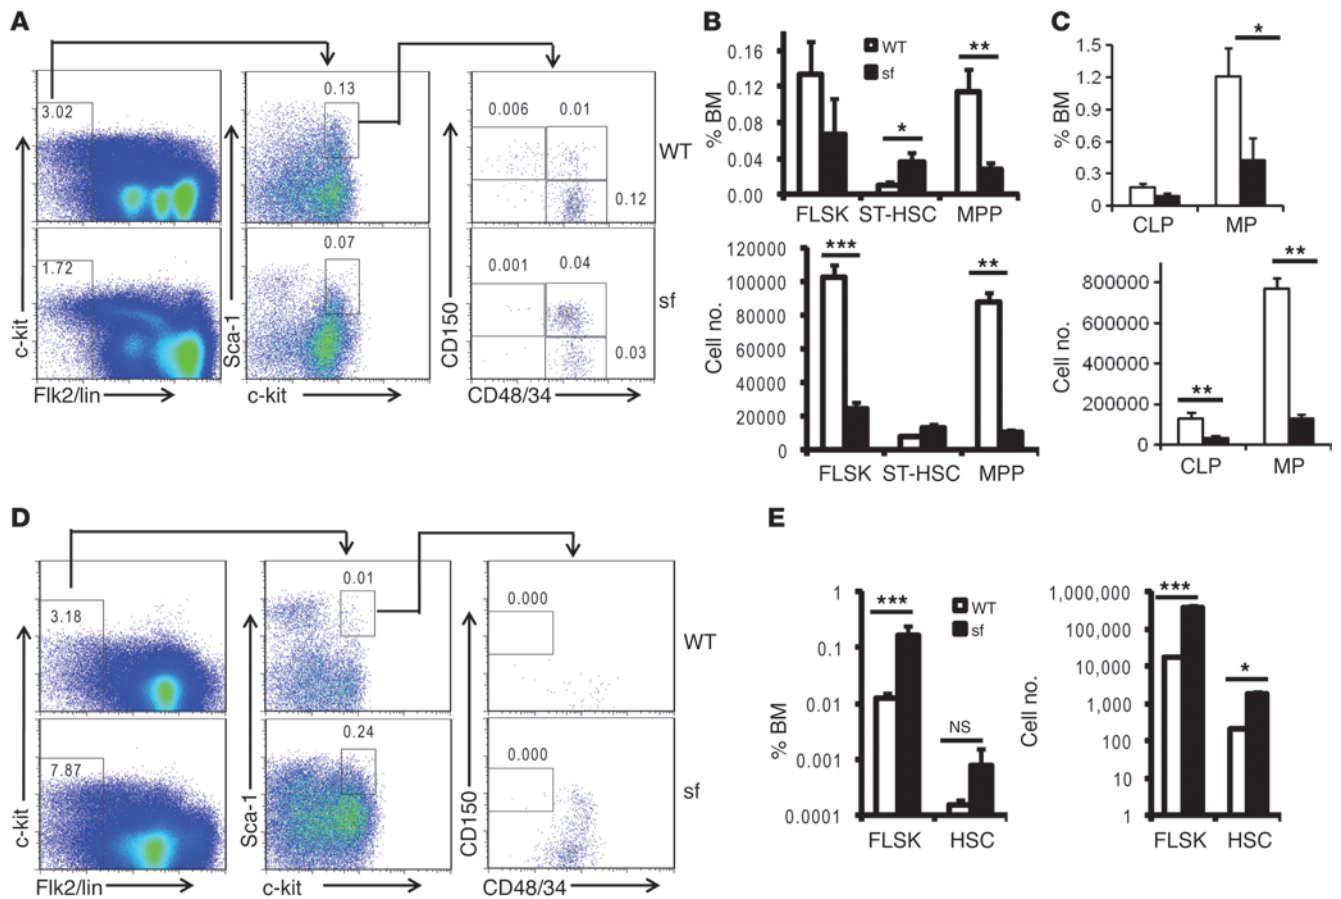 A
3.02
0.13
0.006 0.01
0.12
WT
1.72
0.07
0.001 0.04
0.03
sf
c-kit
Flk2/lin
Sca-1
c-kit
CD150
CD48/34
B
% BM
0.16
0.12
0.08
0.04
0.00
WT
sf
*
**
FLSK ST-HSC MPP
Cell no.
120000
100000
80000
60000
40000
20000
0
***
**
FLSK ST-HSC MPP
C
% BM
1.5
1.2
0.9
0.6
0.3
0
*
CLP MP
Cell no.
800000
600000
400000
200000
0
**
**
CLP MP
D
3.18
0.01
0.000
WT
7.87
0.24
0.000
sf
c-kit
Flk2/lin
Sca-1
c-kit
CD150
CD48/34
E
% BM
1
0.1
0.01
0.001
0.0001
***
NS
WT
sf
FLSK HSC
Cell no.
1,000,000
100,000
10,000
1,000
100
10
1
***
*
FLSK HSC